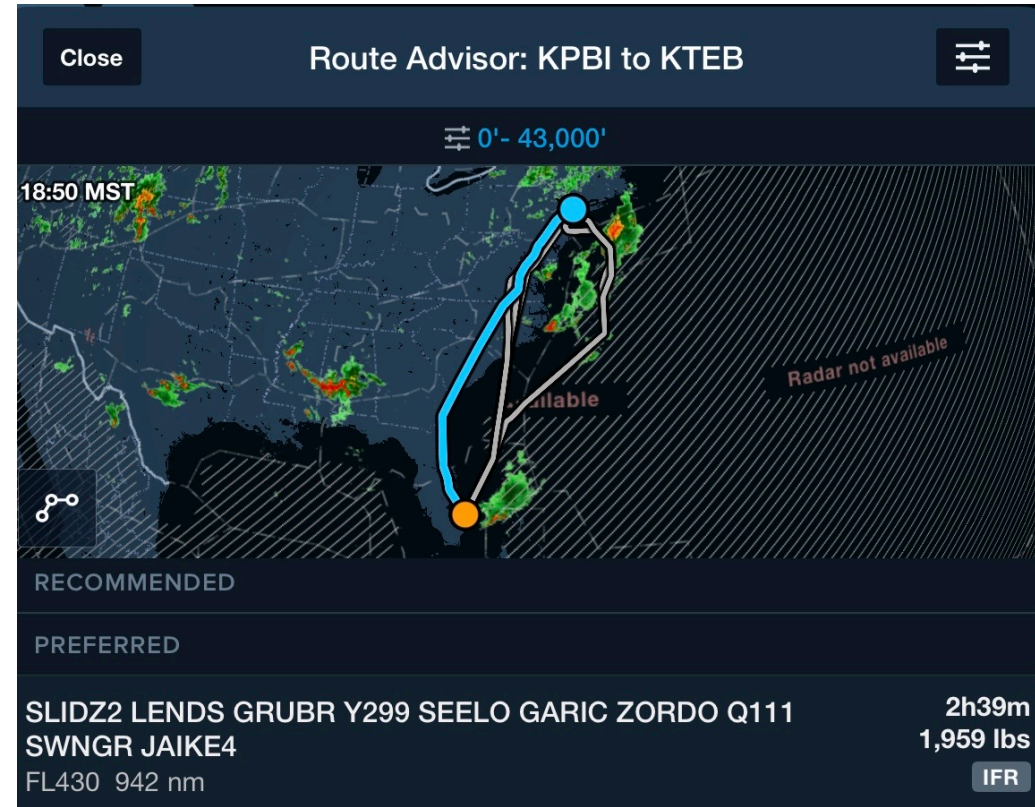 Close
Route Advisor: KPBI to KTEB
0'- 43,000'
18:50 MST
Radar not available
RECOMMENDED
PREFERRED
SLIDZ2 LENDS GRUBR Y299 SEELO GARIC ZORDO Q111
SWNGR JAIKE4
2h39m
1,959 lbs
FL430 942 nm
IFR